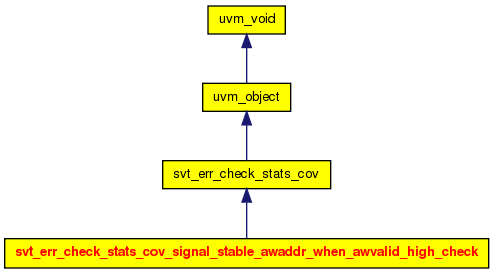 uvm_void
uvm_object
svt_err_check_stats_cov
svt_err_check_stats_cov_signal_stable_awaddr_when_awvalid_high_check